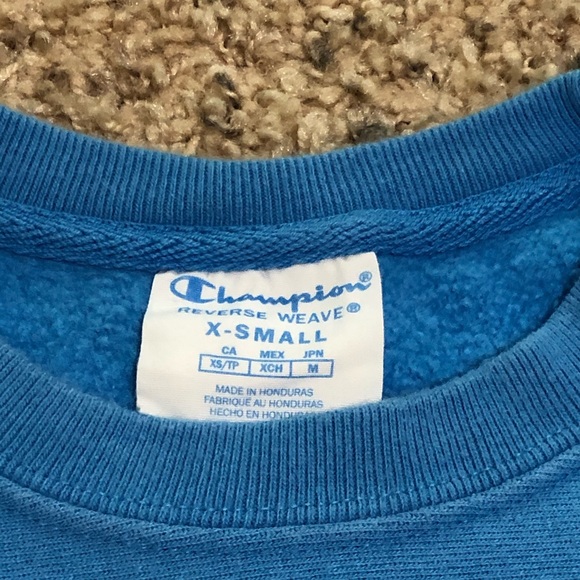 Champion®
REVERSE WEAVE®
X-SMALL
CA MEX JPN
XS/TP XCH M
MADE IN HONDURAS
FABRIQUÉ AU HONDURAS
HECHO EN HONDURAS